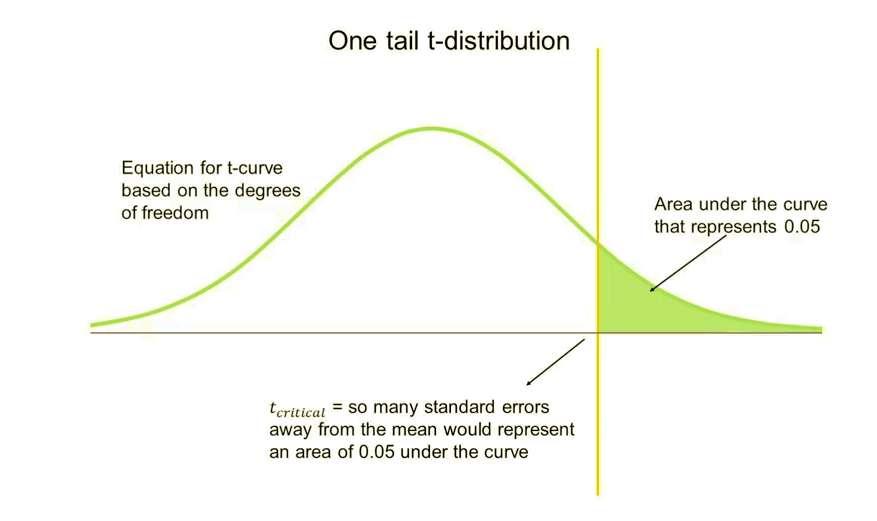 One tail t-distribution
Equation for t-curve
based on the degrees
of freedom
Area under the curve
that represents 0.05
t_critical = so many standard errors
away from the mean would represent
an area of 0.05 under the curve